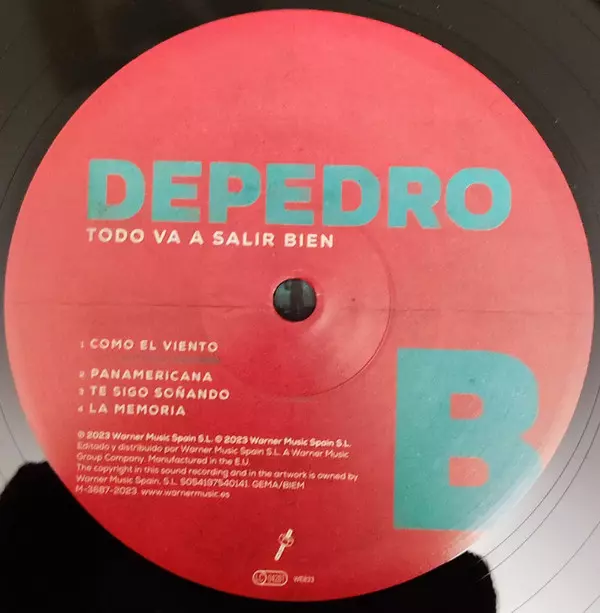 DEPEDRO
TODO VA A SALIR BIEN
1 COMO EL VIENTO
2 PANAMERICANA
3 TE SIGO SOÑANDO
4 LA MEMORIA
B
℗ 2023 Warner Music Spain S.L. © 2023 Warner Music Spain S.L.
Editado y distribuido por Warner Music Spain S.L. A Warner Music
Group Company. Manufactured in the E.U.
The copyright in this sound recording and in the artwork is owned by
Warner Music Spain, S.L. 5054197540141. GEMA/BIEM
M-3687-2023. www.warnermusic.es